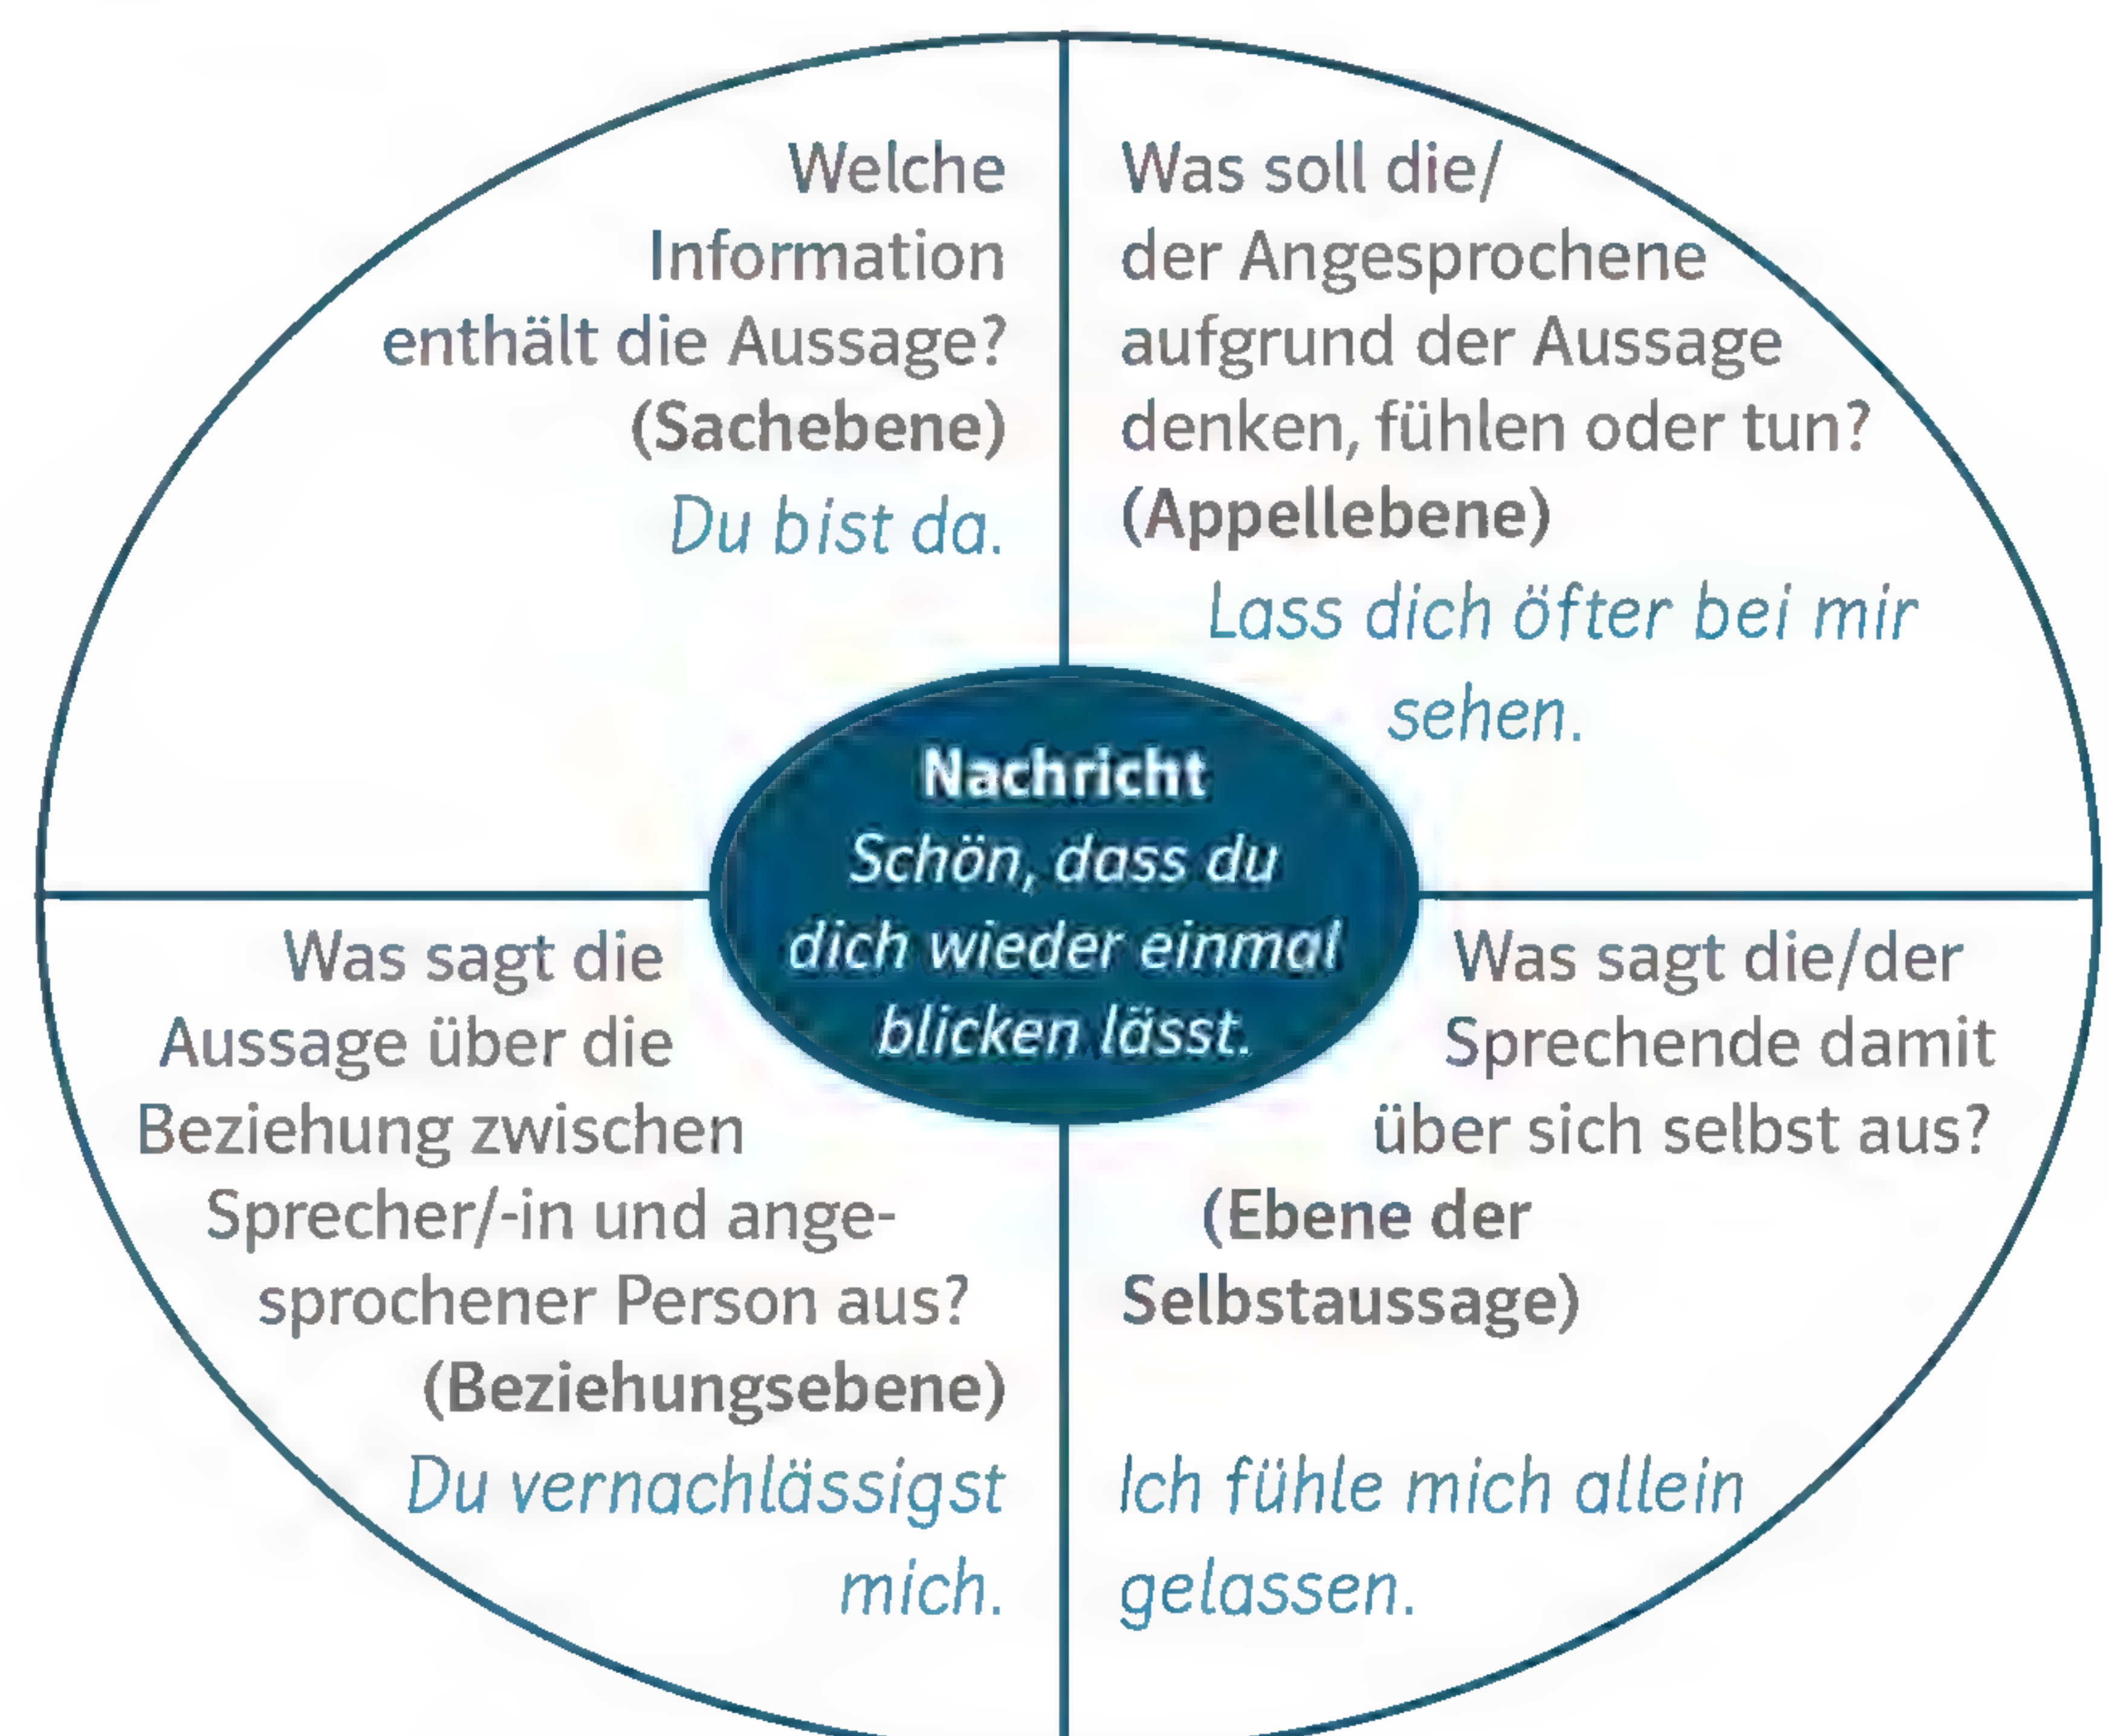 Welche
Information
enthält die Aussage?
(Sachebene)
Du bist da.
Was soll die/
der Angesprochene
aufgrund der Aussage
denken, fühlen oder tun?
(Appellebene)
Lass dich öfter bei mir
sehen.
Nachricht
Schön, dass du
dich wieder einmal
blicken lässt.
Was sagt die
Aussage über die
Beziehung zwischen
Sprecher/-in und ange-
sprochener Person aus?
(Beziehungsebene)
Du vernachlässigst
mich.
Was sagt die/der
Sprechende damit
über sich selbst aus?
(Ebene der
Selbstaussage)
Ich fühle mich allein
gelassen.